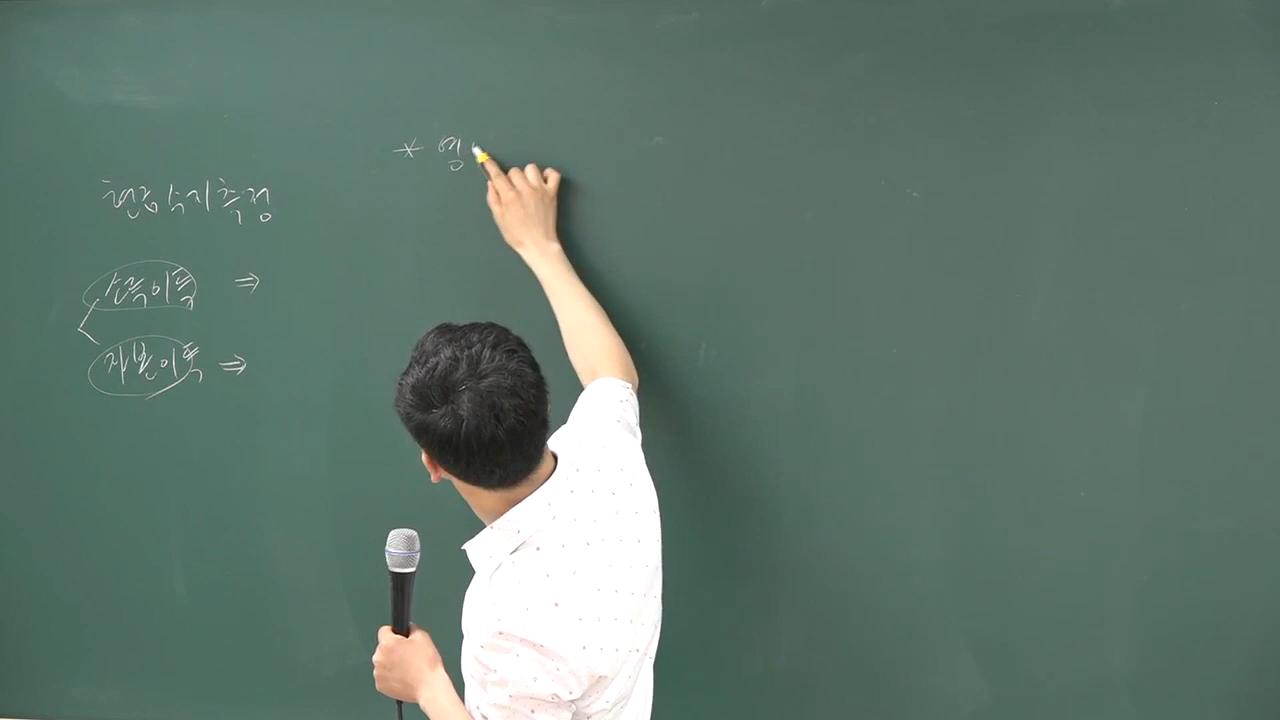 * 영
현금수지측정
소득이득 ⇒
자본이득 ⇒